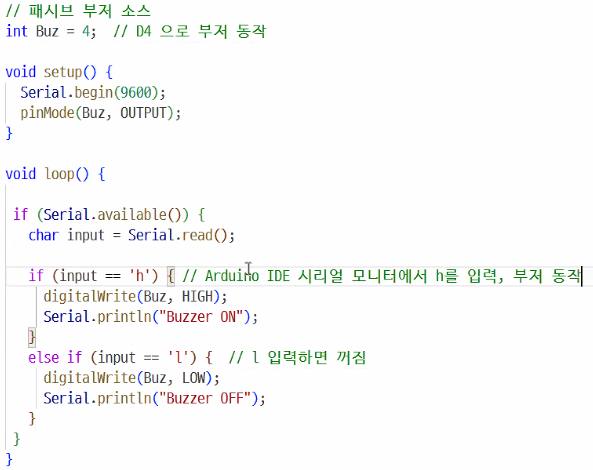 // 패시브 부저 소스
int Buz = 4;  // D4 으로 부저 동작
void setup() {
  Serial.begin(9600);
  pinMode(Buz, OUTPUT);
}
void loop() {
 if (Serial.available()) {
   char input = Serial.read();
   if (input == 'h') { // Arduino IDE 시리얼 모니터에서 h를 입력, 부저 동작
     digitalWrite(Buz, HIGH);
     Serial.println("Buzzer ON");
   }
   else if (input == 'l') {  // l 입력하면 꺼짐
     digitalWrite(Buz, LOW);
     Serial.println("Buzzer OFF");
   }
 }
}